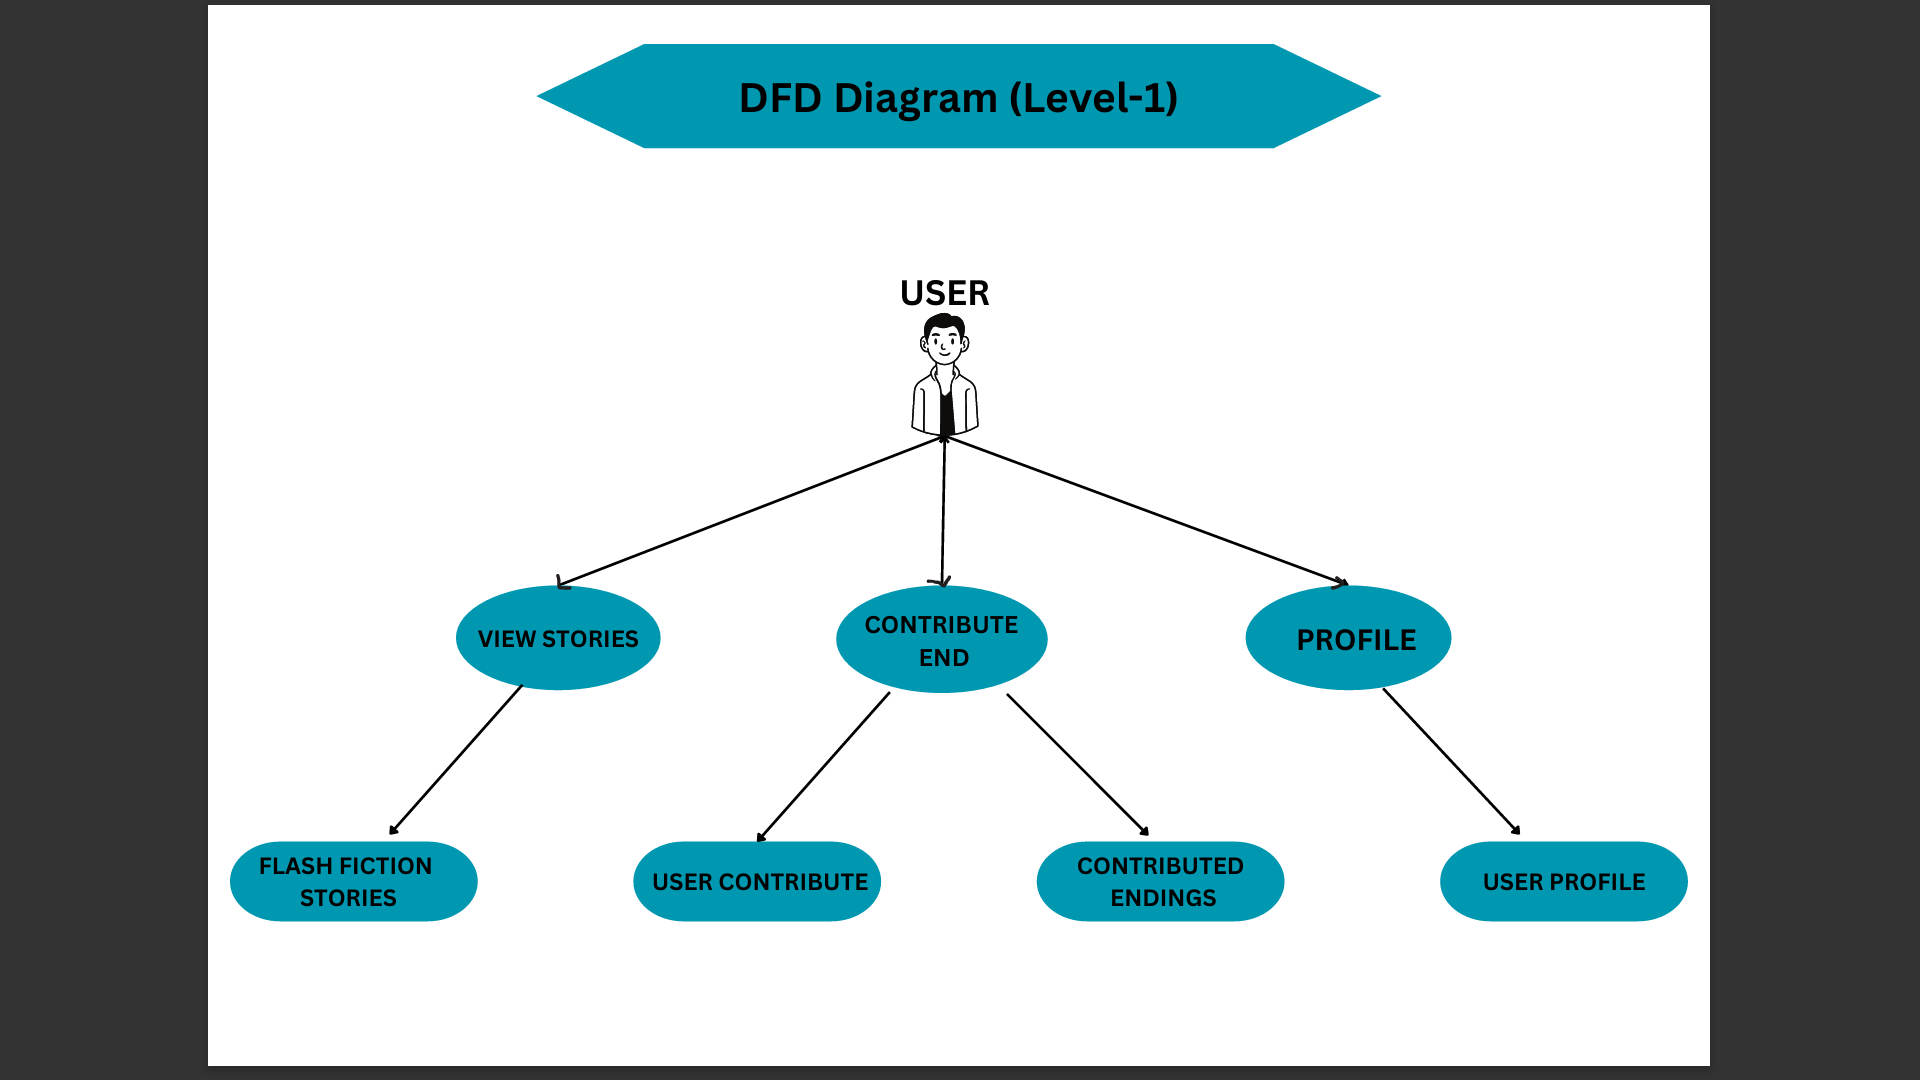 DFD Diagram (Level-1)
USER
VIEW STORIES
CONTRIBUTE
END
PROFILE
FLASH FICTION
STORIES
USER CONTRIBUTE
CONTRIBUTED
ENDINGS
USER PROFILE